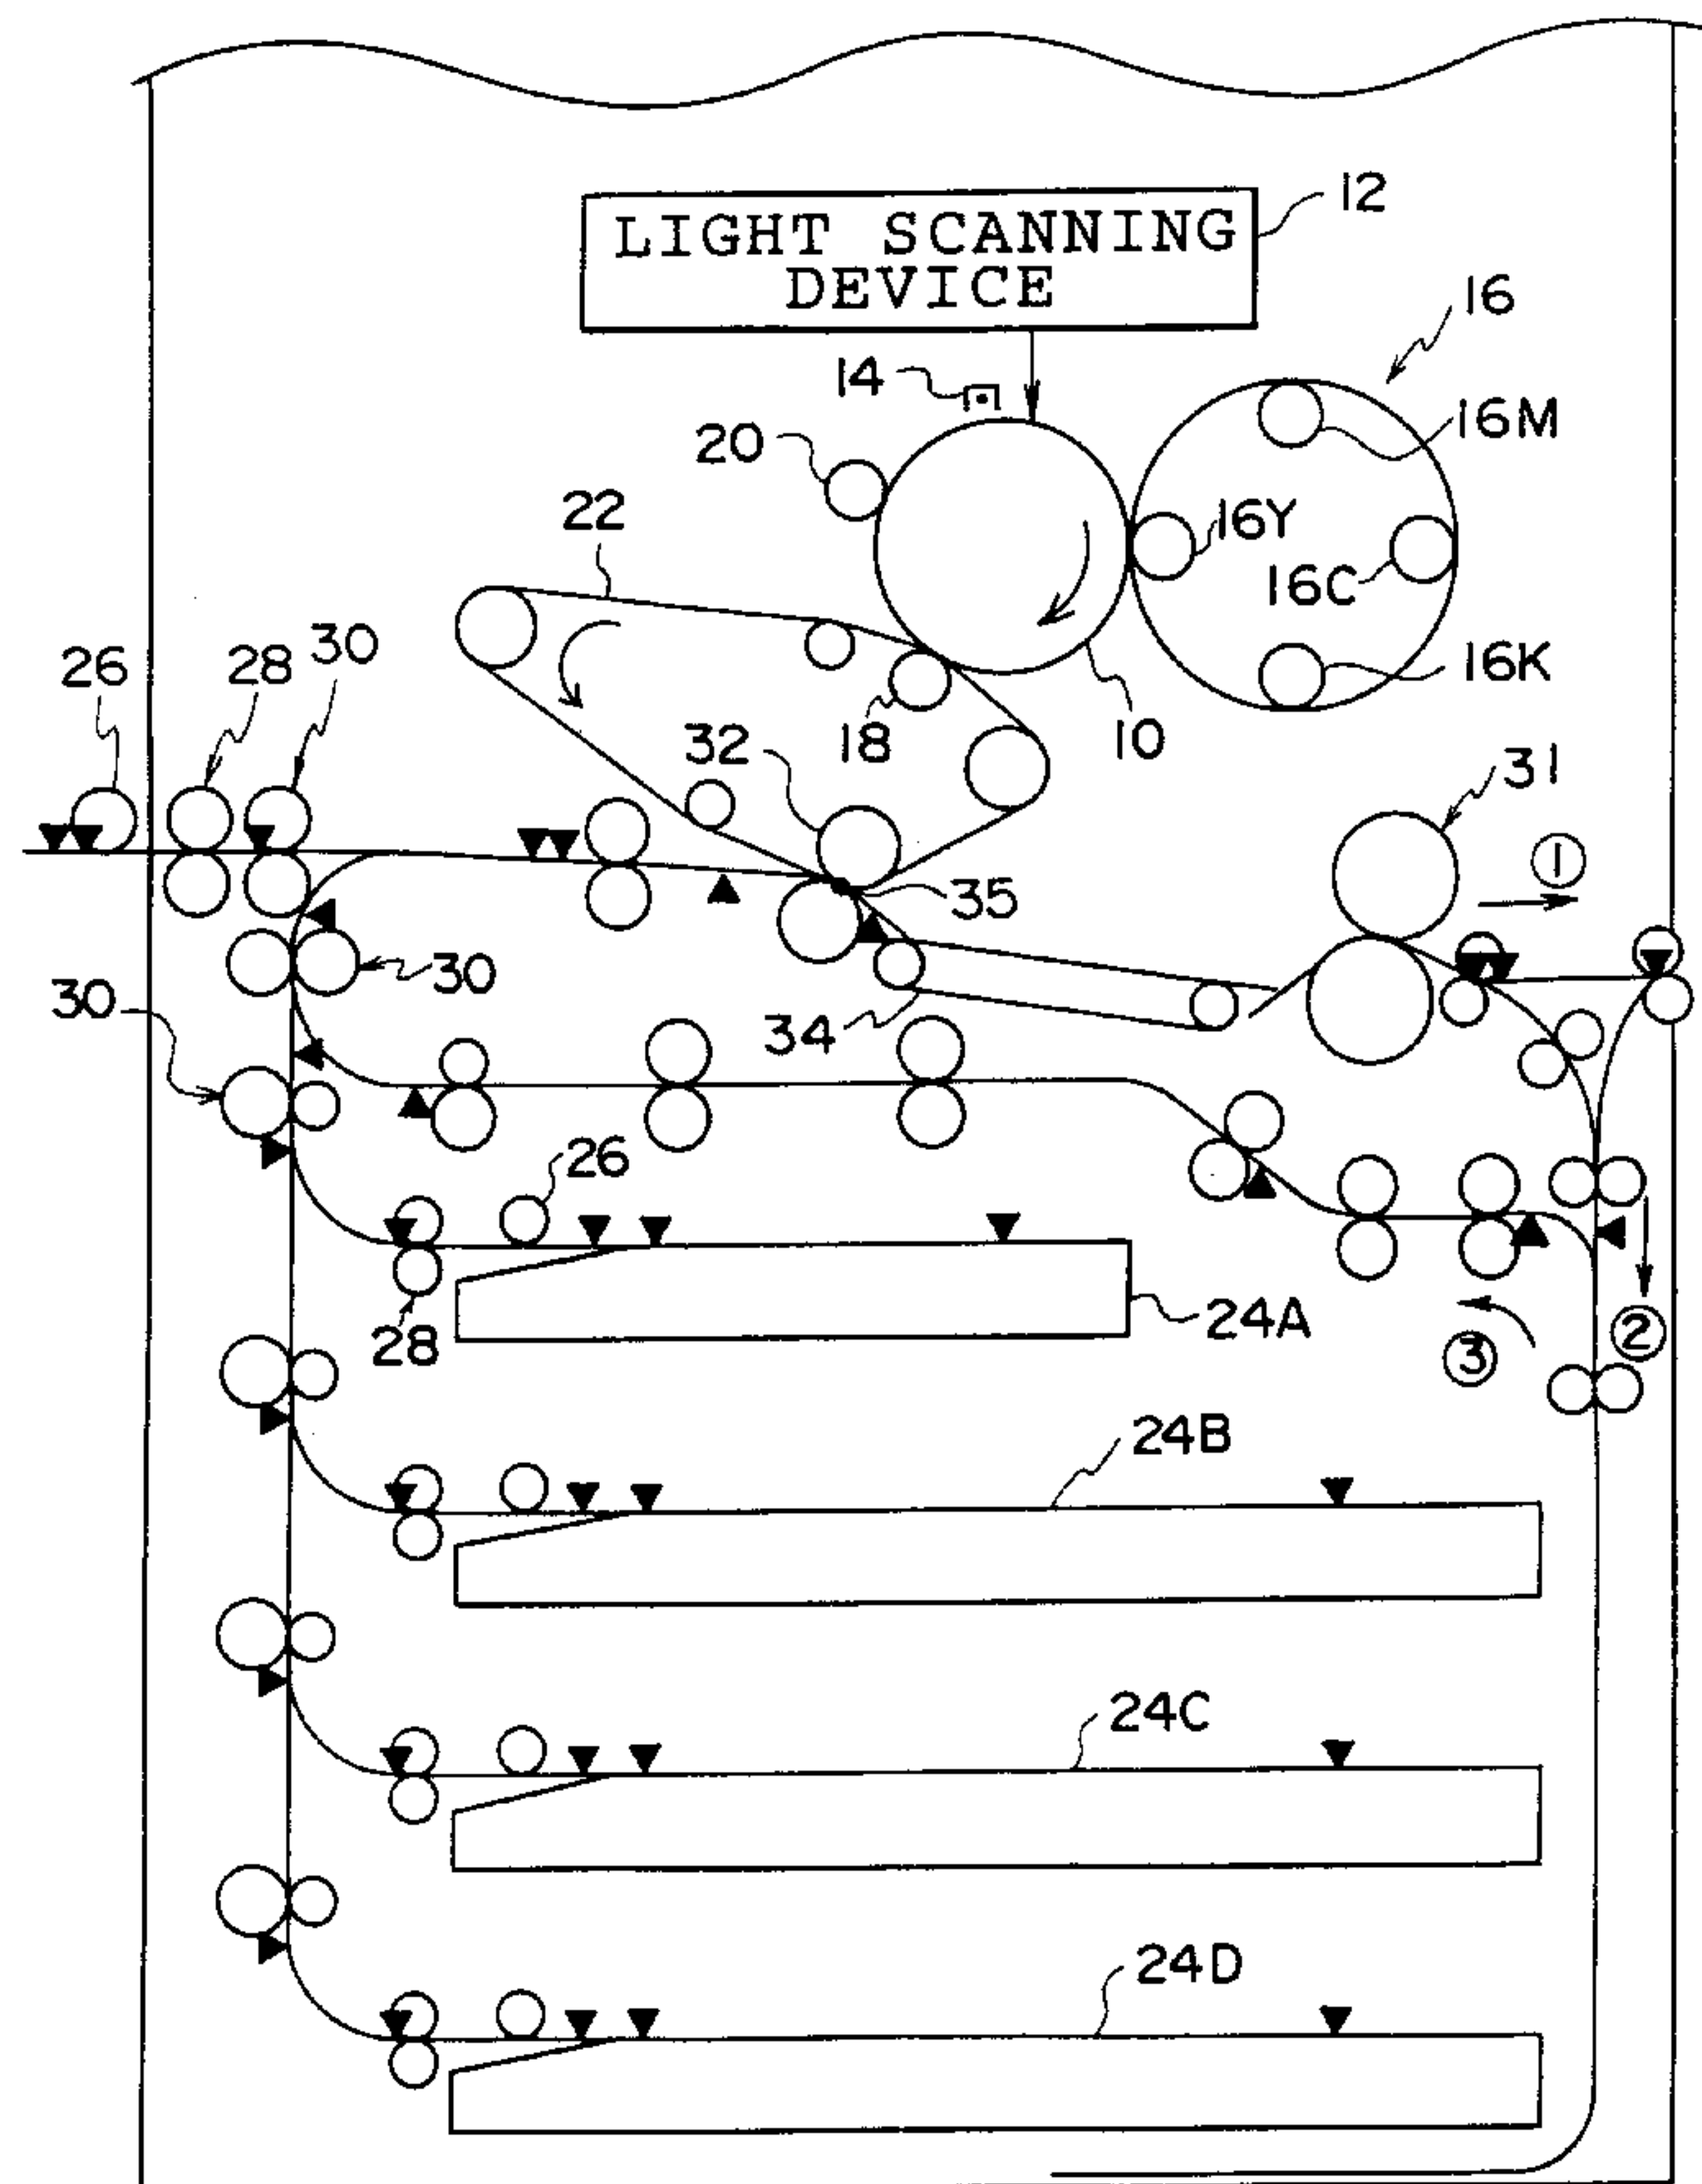 12
LIGHT SCANNING
DEVICE
16
14
16M
20
22
16Y
16C
30
28
26
16K
18
10
32
31
①
35
30
30
34
26
28
24A
②
③
24B
24C
24D